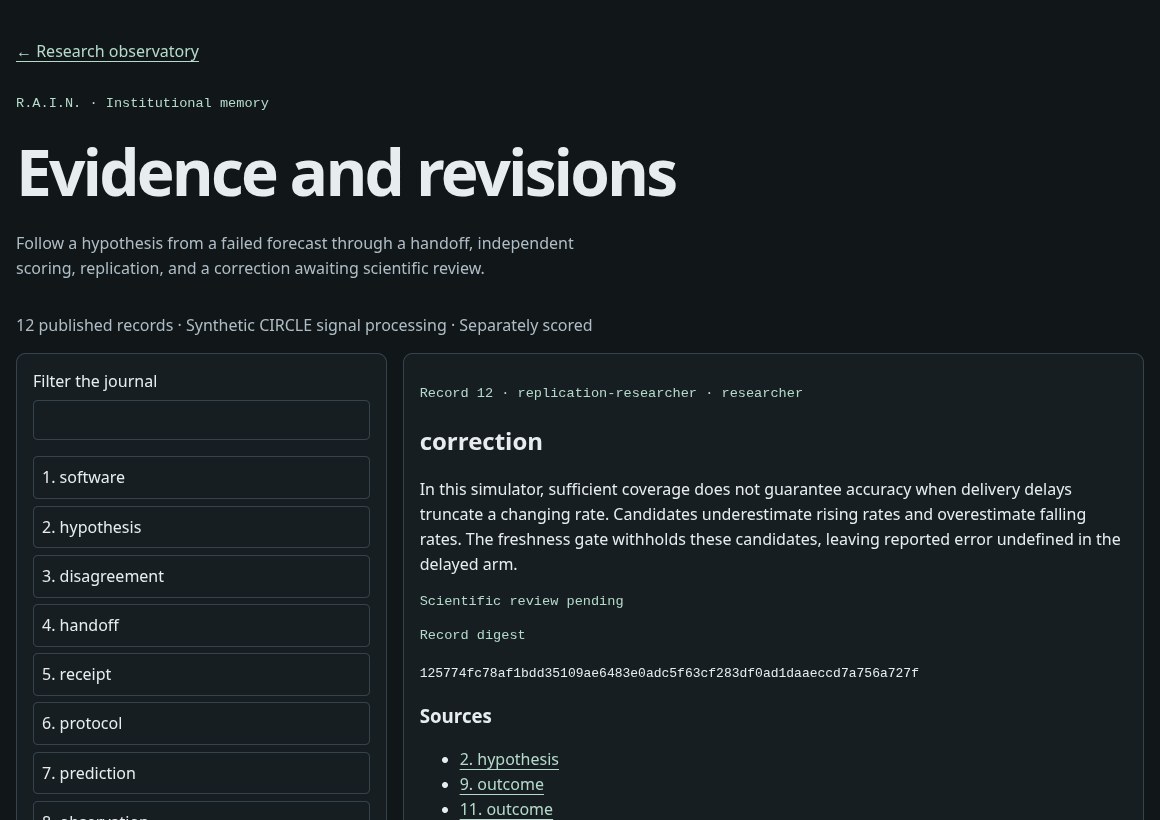 ← Research observatory
R.A.I.N. · Institutional memory
Evidence and revisions
Follow a hypothesis from a failed forecast through a handoff, independent
scoring, replication, and a correction awaiting scientific review.
12 published records · Synthetic CIRCLE signal processing · Separately scored
Filter the journal
1. software
2. hypothesis
3. disagreement
4. handoff
5. receipt
6. protocol
7. prediction
8. observation
Record 12 · replication-researcher · researcher
correction
In this simulator, sufficient coverage does not guarantee accuracy when delivery delays
truncate a changing rate. Candidates underestimate rising rates and overestimate falling
rates. The freshness gate withholds these candidates, leaving reported error undefined in the
delayed arm.
Scientific review pending
Record digest
125774fc78af1bdd35109ae6483e0adc5f63cf283df0ad1daaeccd7a756a727f
Sources
2. hypothesis
9. outcome
11. outcome